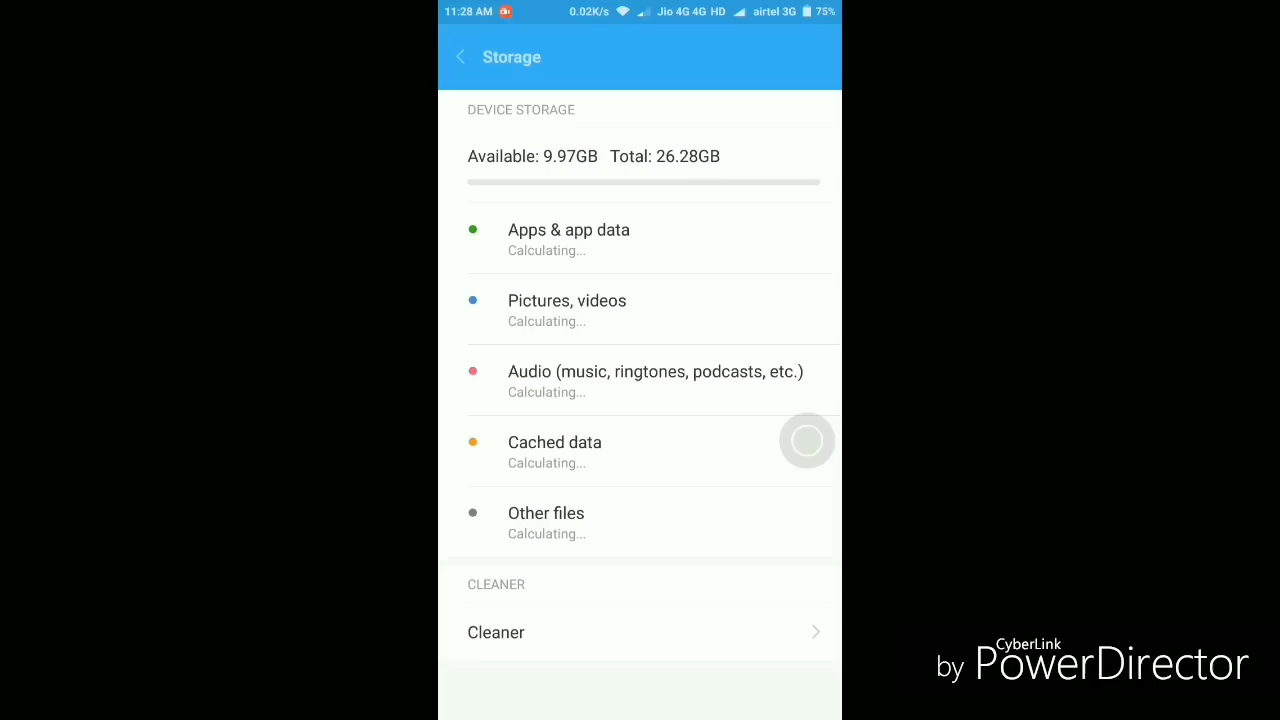 11:28 AM 0.02K/s Jio 4G 4G HD airtel 3G 75%
Storage
DEVICE STORAGE
Available: 9.97GB Total: 26.28GB
Apps & app data
Calculating...
Pictures, videos
Calculating...
Audio (music, ringtones, podcasts, etc.)
Calculating...
Cached data
Calculating...
Other files
Calculating...
CLEANER
Cleaner
CyberLink
by PowerDirector